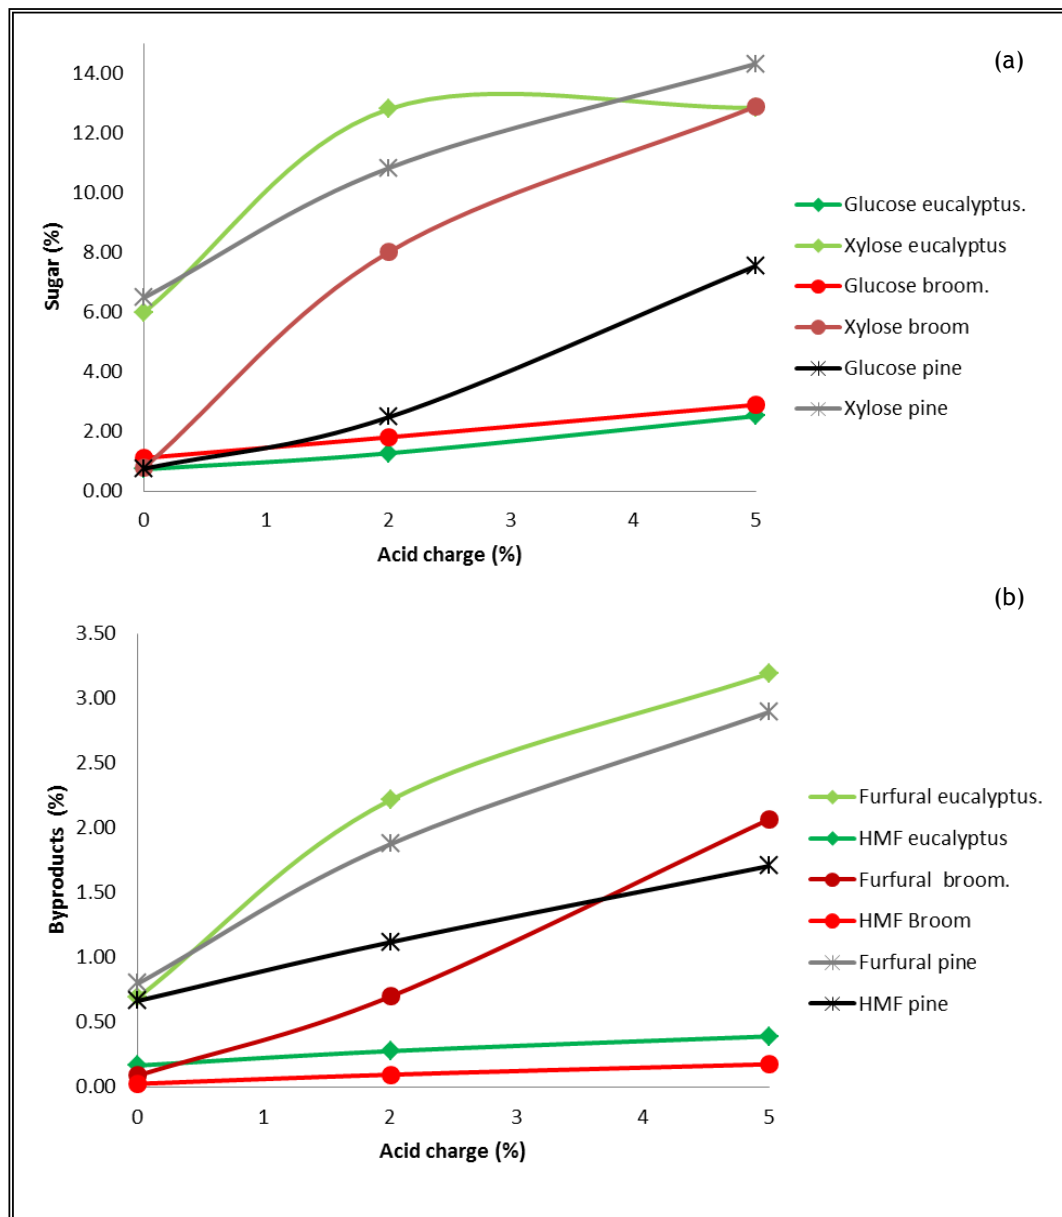 (a)
14.00
12.00
10.00
8.00
6.00
4.00
2.00
0.00
Sugar (%)
0 1 2 3 4 5
Acid charge (%)
Glucose eucalyptus.
Xylose eucalyptus
Glucose broom.
Xylose broom
Glucose pine
Xylose pine
(b)
3.50
3.00
2.50
2.00
1.50
1.00
0.50
0.00
Byproducts (%)
0 1 2 3 4 5
Acid charge (%)
Furfural eucalyptus.
HMF eucalyptus
Furfural broom.
HMF Broom
Furfural pine
HMF pine